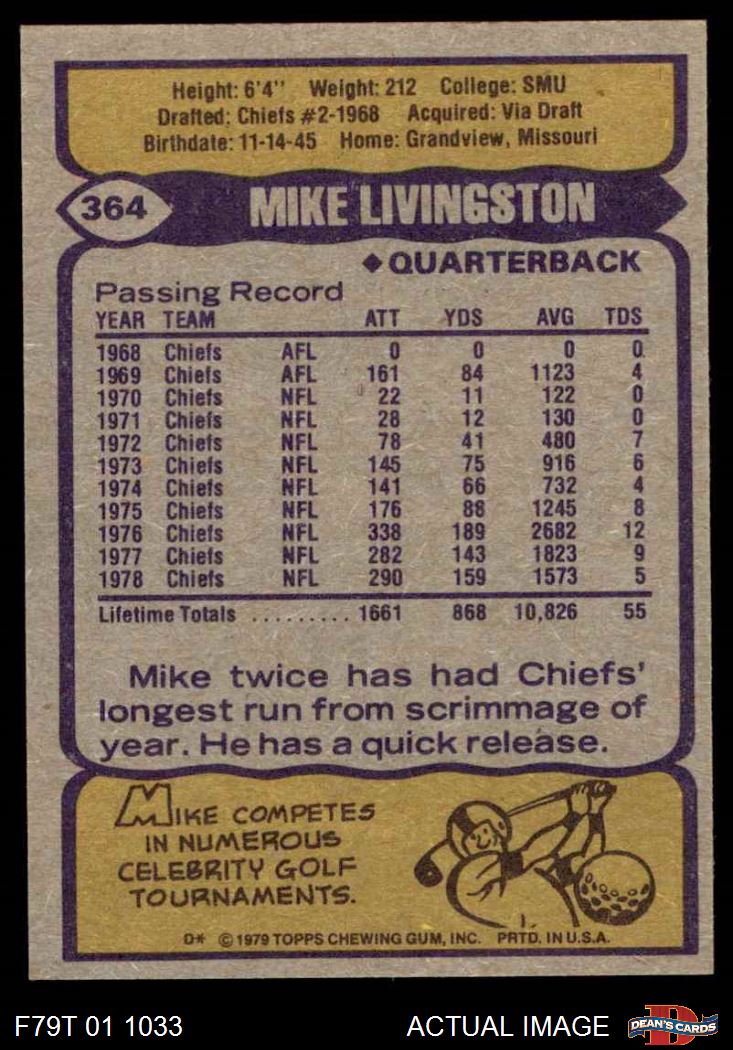 Height: 6'4" Weight: 212 College: SMU
Drafted: Chiefs #2-1968 Acquired: Via Draft
Birthdate: 11-14-45 Home: Grandview, Missouri
364 MIKE LIVINGSTON
◆QUARTERBACK
Passing Record
YEAR TEAM ATT YDS AVG TDS
1968 Chiefs AFL 0 0 0 0
1969 Chiefs AFL 161 84 1123 4
1970 Chiefs NFL 22 11 122 0
1971 Chiefs NFL 28 12 130 0
1972 Chiefs NFL 78 41 480 7
1973 Chiefs NFL 145 75 916 6
1974 Chiefs NFL 141 66 732 4
1975 Chiefs NFL 176 88 1245 8
1976 Chiefs NFL 338 189 2682 12
1977 Chiefs NFL 282 143 1823 9
1978 Chiefs NFL 290 159 1573 5
Lifetime Totals ......... 1661 868 10,826 55
Mike twice has had Chiefs'
longest run from scrimmage of
year. He has a quick release.
MIKE COMPETES
IN NUMEROUS
CELEBRITY GOLF
TOURNAMENTS.
D* © 1979 TOPPS CHEWING GUM, INC. PRTD. IN U.S.A.
F79T 01 1033 ACTUAL IMAGE D DEAN'S CARDS